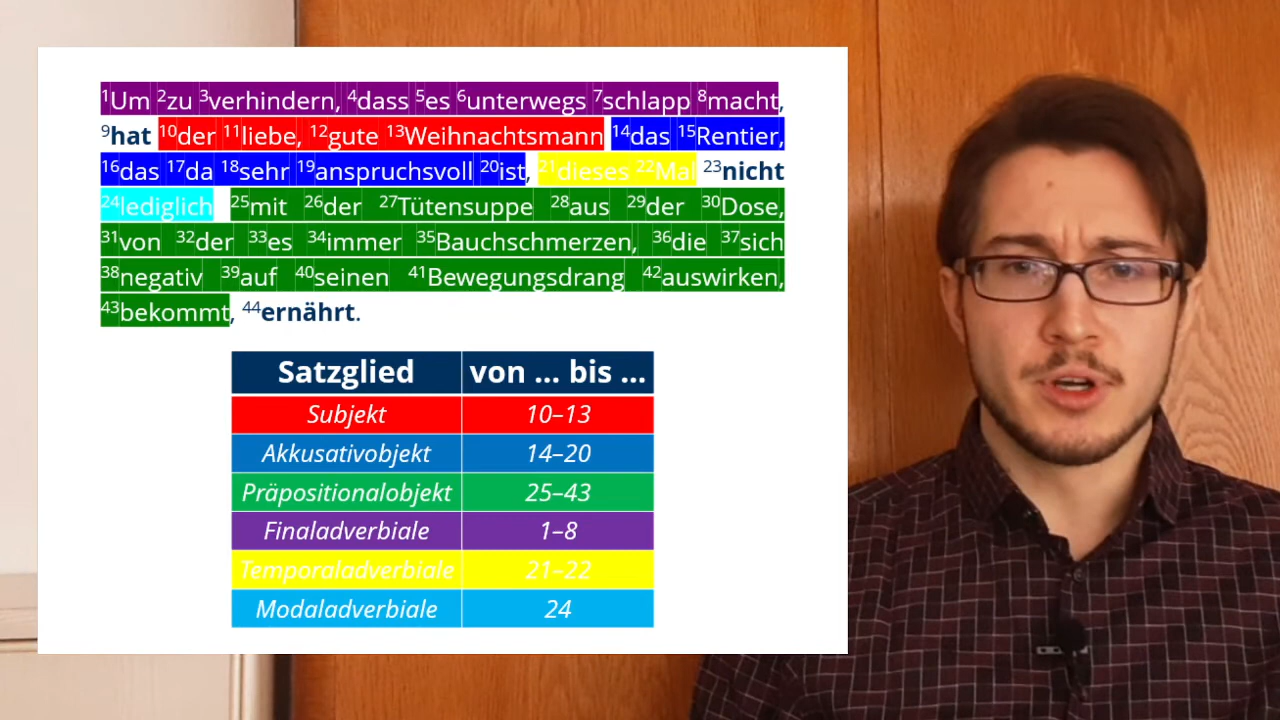 ¹Um ²zu ³verhindern, ⁴dass ⁵es ⁶unterwegs ⁷schlapp ⁸macht,
⁹hat ¹⁰der ¹¹liebe, ¹²gute ¹³Weihnachtsmann ¹⁴das ¹⁵Rentier,
¹⁶das ¹⁷da ¹⁸sehr ¹⁹anspruchsvoll ²⁰ist, ²¹dieses ²²Mal ²³nicht
²⁴lediglich ²⁵mit ²⁶der ²⁷Tütensuppe ²⁸aus ²⁹der ³⁰Dose,
³¹von ³²der ³³es ³⁴immer ³⁵Bauchschmerzen, ³⁶die ³⁷sich
³⁸negativ ³⁹auf ⁴⁰seinen ⁴¹Bewegungsdrang ⁴²auswirken,
⁴³bekommt, ⁴⁴ernährt.
Satzglied von ... bis ...
Subjekt 10–13
Akkusativobjekt 14–20
Präpositionalobjekt 25–43
Finaladverbiale 1–8
Temporaladverbiale 21–22
Modaladverbiale 24